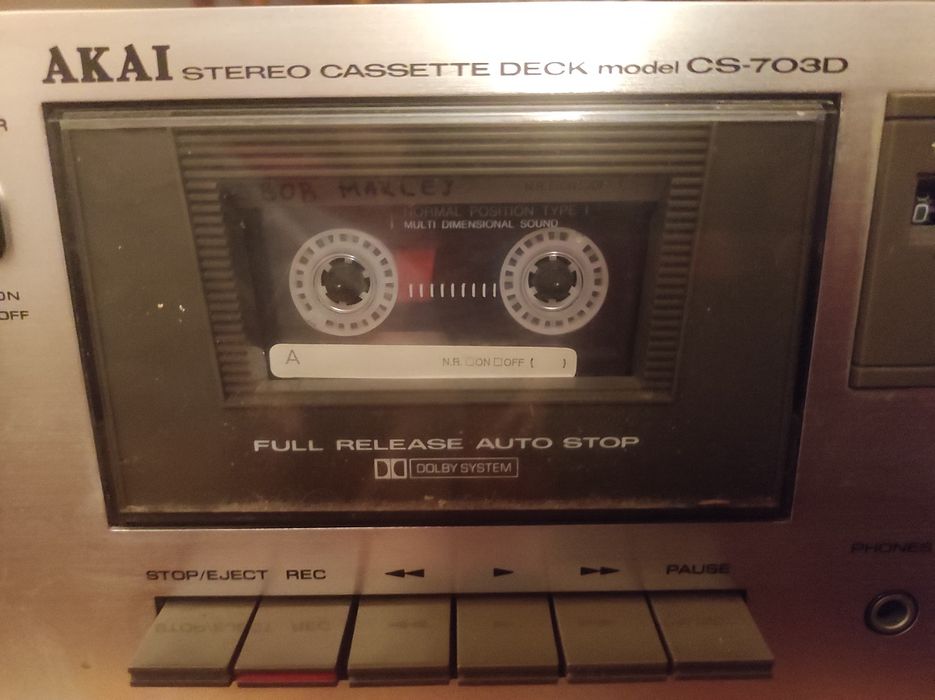 AKAI STEREO CASSETTE DECK model CS-703D
R
BOB MARLEY
NORMAL POSITION TYPE I
MULTI DIMENSIONAL SOUND
0
ON
OFF
A N.R. □ON □OFF ( )
FULL RELEASE AUTO STOP
DOLBY SYSTEM
PHONES
STOP/EJECT REC ◀◀ ▶ ▶▶ PAUSE